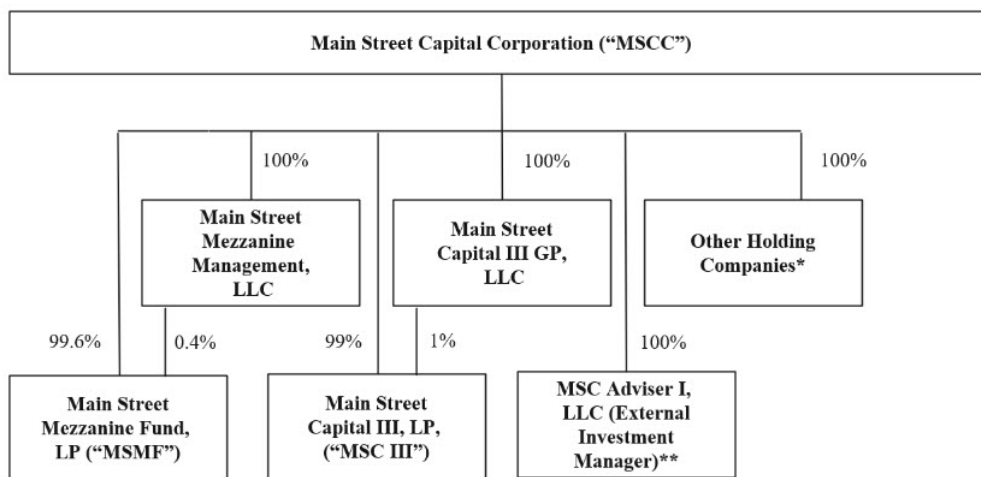 Main Street Capital Corporation (“MSCC”)
100%
100%
100%
Main Street
Mezzanine
Management,
LLC
Main Street
Capital III GP,
LLC
Other Holding
Companies*
99.6%
0.4%
99%
1%
100%
Main Street
Mezzanine Fund,
LP (“MSMF”)
Main Street
Capital III, LP,
(“MSC III”)
MSC Adviser I,
LLC (External
Investment
Manager)**